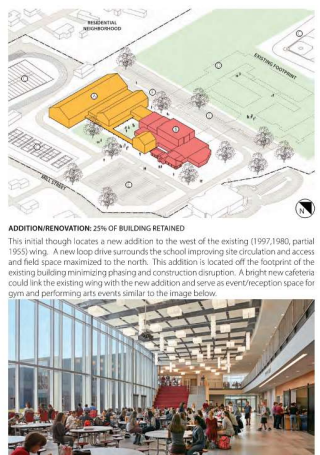 RESIDENTIAL
NEIGHBORHOOD
EXISTING FOOTPRINT
MILL STREET
N
ADDITION/RENOVATION: 25% OF BUILDING RETAINED
This initial though locates a new addition to the west of the existing (1997,1980, partial
1955) wing. A new loop drive surrounds the school improving site circulation and access
and field space maximized to the north. This addition is located off the footprint of the
existing building minimizing phasing and construction disruption. A bright new cafeteria
could link the existing wing with the new addition and serve as event/reception space for
gym and performing arts events similar to the image below.